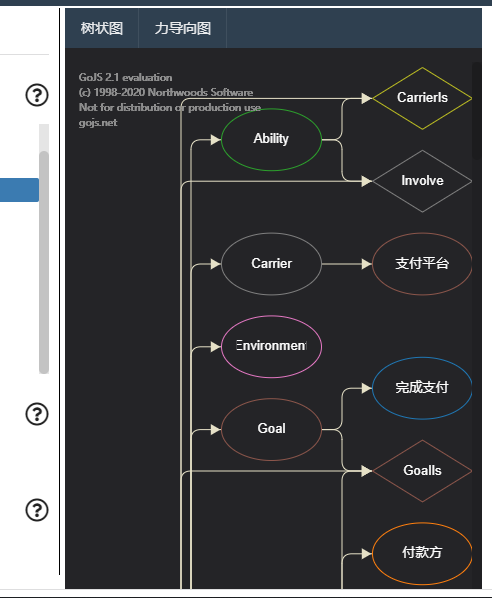 树状图
力导向图
GoJS 2.1 evaluation
(c) 1998-2020 Northwoods Software
Not for distribution or production use
gojs.net
CarrierIs
Ability
Involve
Carrier
支付平台
Environment
完成支付
Goal
GoalIs
付款方